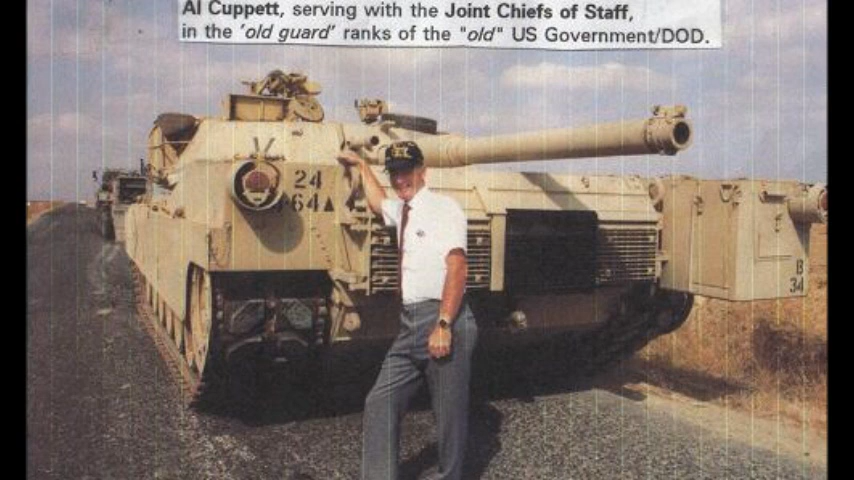 Al Cuppett, serving with the Joint Chiefs of Staff,
in the 'old guard' ranks of the "old" US Government/DOD.
24
64▲
B
34